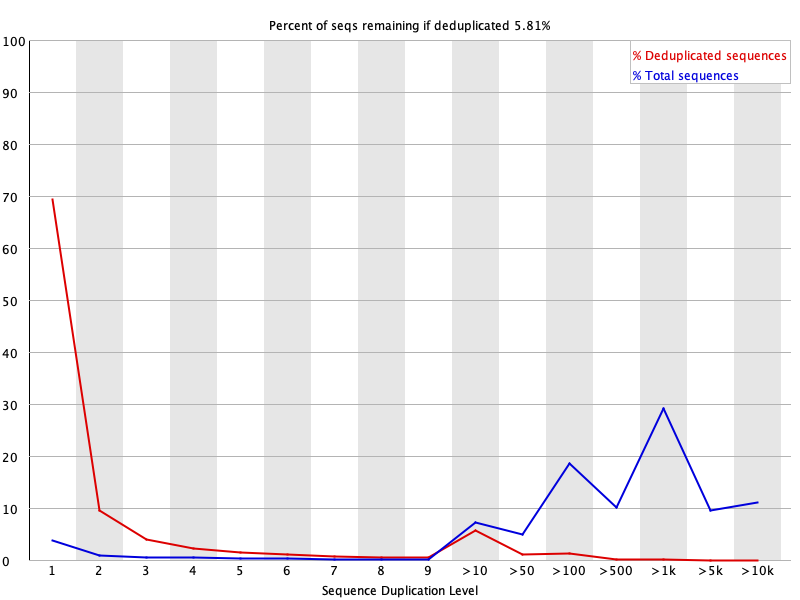 Percent of seqs remaining if deduplicated 5.81%
% Deduplicated sequences
% Total sequences
100
90
80
70
60
50
40
30
20
10
0
1 2 3 4 5 6 7 8 9 >10 >50 >100 >500 >1k >5k >10k
Sequence Duplication Level